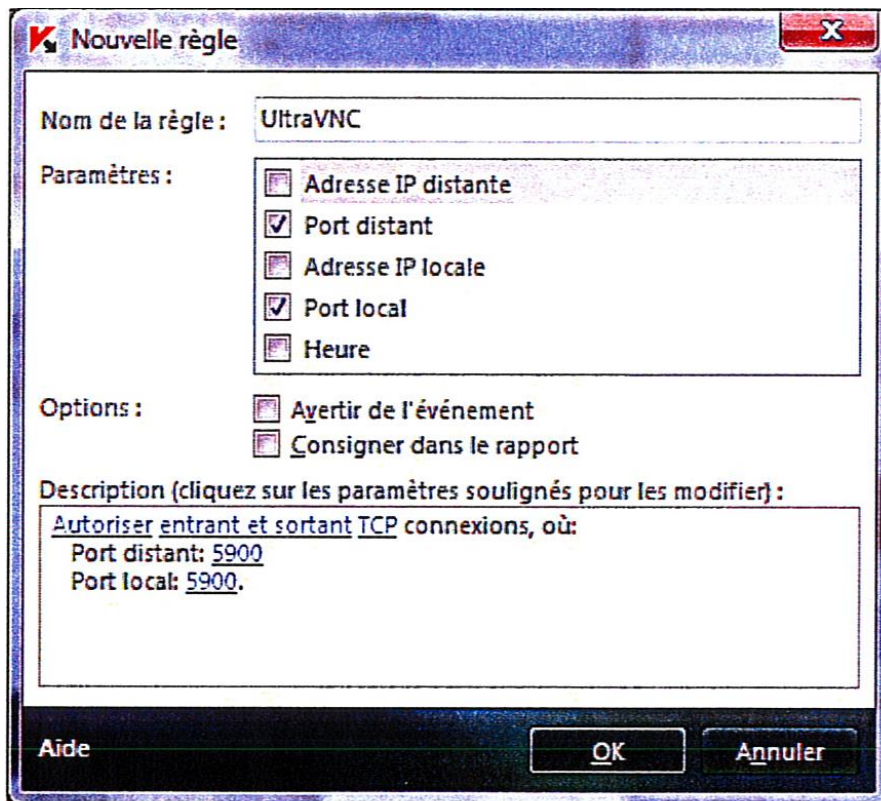 Nouvelle règle
Nom de la règle : UltraVNC
Paramètres :
Adresse IP distante
Port distant
Adresse IP locale
Port local
Heure
Options :
Avertir de l'événement
Consigner dans le rapport
Description (cliquez sur les paramètres soulignés pour les modifier) :
Autoriser entrant et sortant TCP connexions, où:
Port distant: 5900
Port local: 5900.
Aide
OK
Annuler